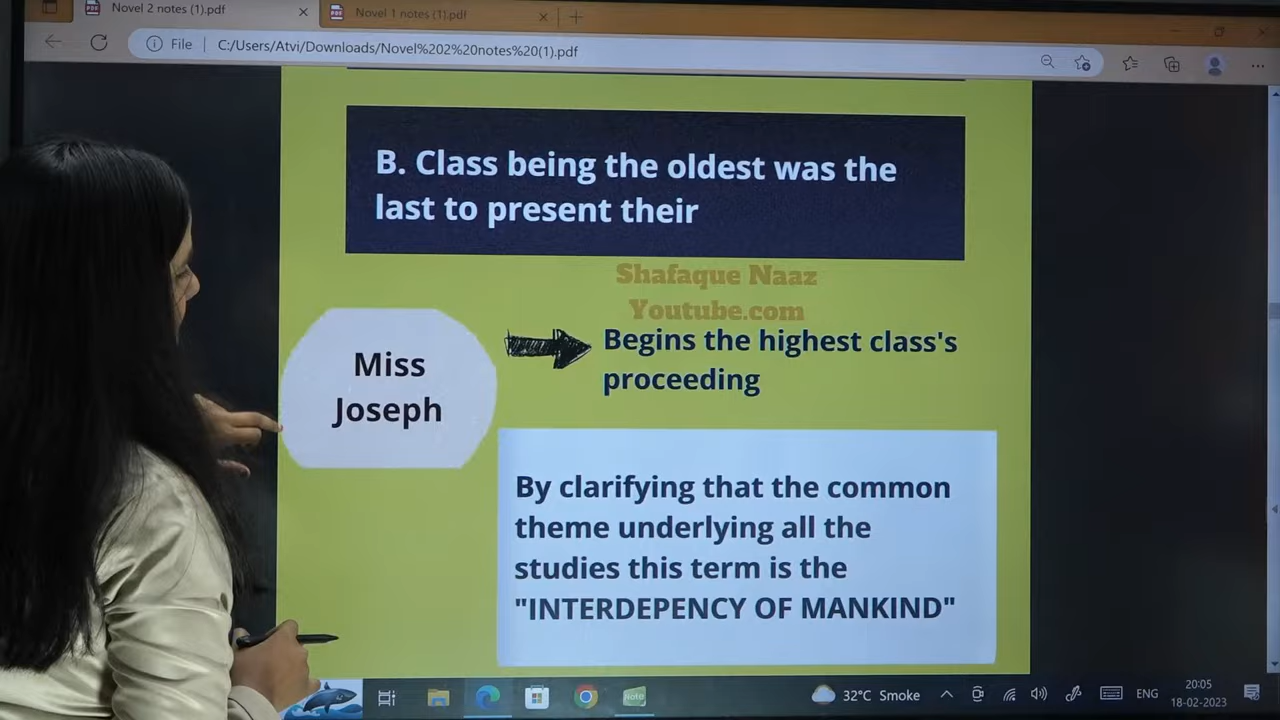 Novel 2 notes (1).pdf
Novel 1 notes (1).pdf
File
C:/Users/Atvi/Downloads/Novel%202%20notes%20(1).pdf
B. Class being the oldest was the
last to present their
Shafaque Naaz
Youtube.com
Miss
Joseph
Begins the highest class's
proceeding
By clarifying that the common
theme underlying all the
studies this term is the
"INTERDEPENCY OF MANKIND"
Note
32°C Smoke
ENG
20:05
18-02-2023